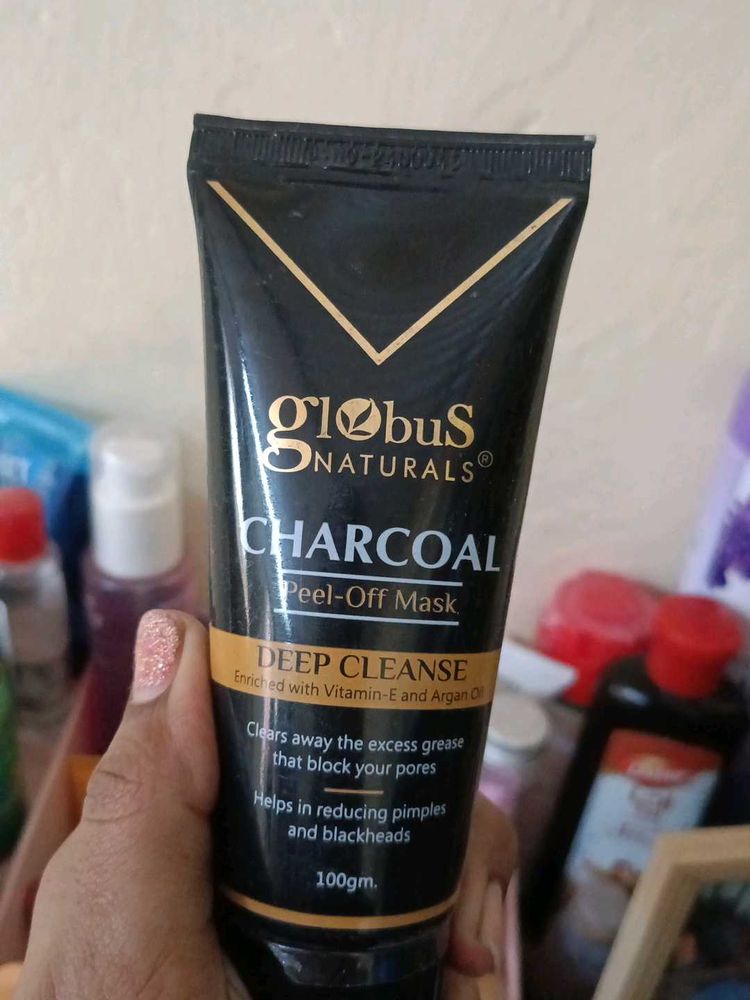 globus
NATURALS®
CHARCOAL
Peel-Off Mask
DEEP CLEANSE
Enriched with Vitamin-E and Argan Oil
Clears away the excess grease
that block your pores
Helps in reducing pimples
and blackheads
100gm.